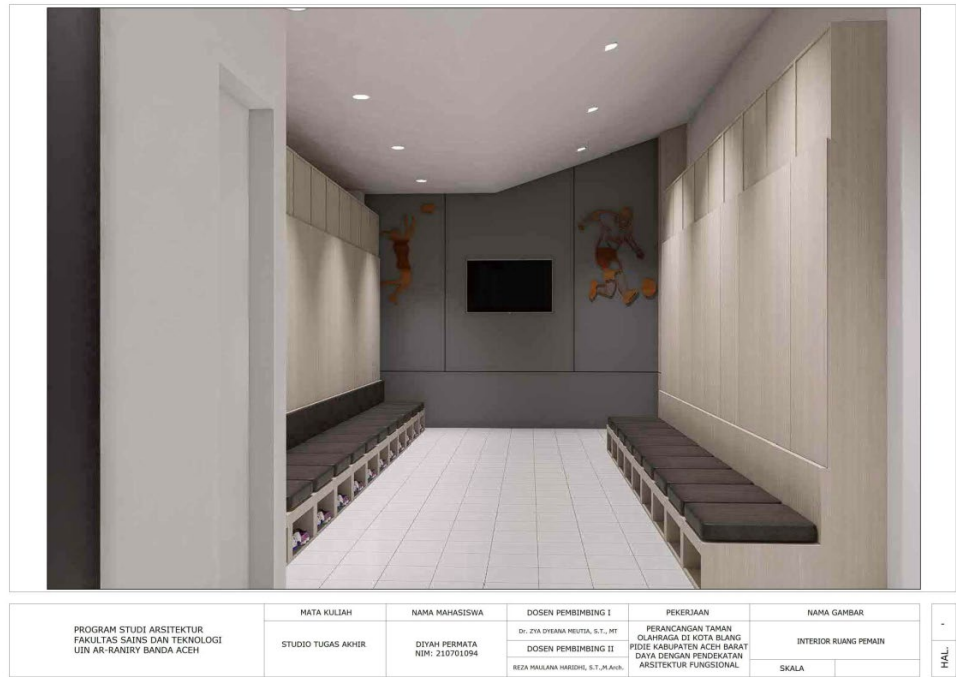 PROGRAM STUDI ARSITEKTUR
FAKULTAS SAINS DAN TEKNOLOGI
UIN AR-RANIRY BANDA ACEH
MATA KULIAH
STUDIO TUGAS AKHIR
NAMA MAHASISWA
DIYAH PERMATA
NIM: 210701094
DOSEN PEMBIMBING I
Dr. ZYA DYEANA MEUTIA, S.T., MT
DOSEN PEMBIMBING II
REZA MAULANA HARIDHI, S.T.,M.Arch.
PEKERJAAN
PERANCANGAN TAMAN
OLAHRAGA DI KOTA BLANG
PIDIE KABUPATEN ACEH BARAT
DAYA DENGAN PENDEKATAN
ARSITEKTUR FUNGSIONAL
NAMA GAMBAR
INTERIOR RUANG PEMAIN
SKALA
-
HAL.